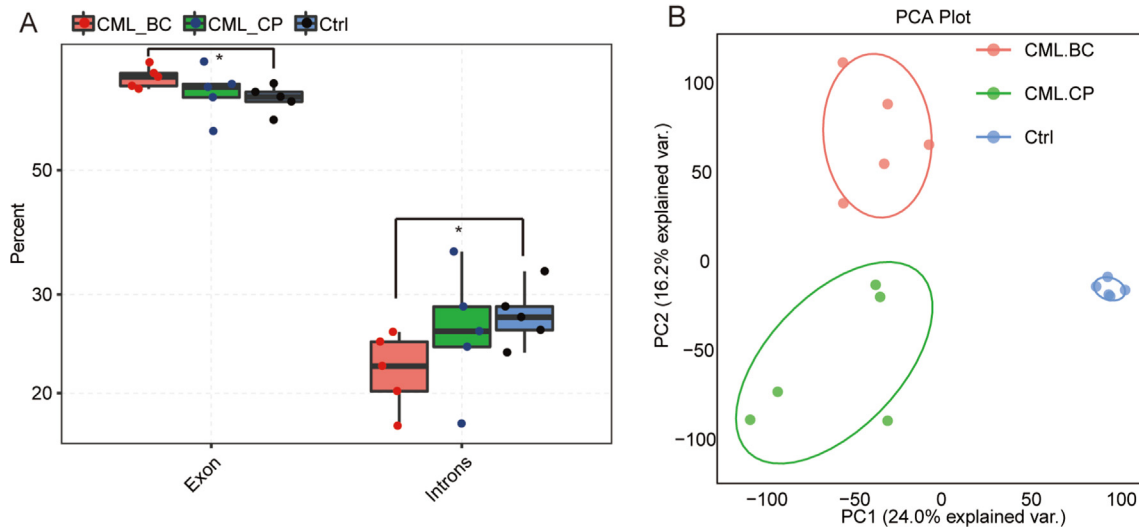 A
CML_BC CML_CP Ctrl
Percent
50
30
20
*
*
Exon
Introns
B
PCA Plot
CML.BC
CML.CP
Ctrl
PC2 (16.2% explained var.)
100
50
0
−50
−100
−100 −50 0 50 100
PC1 (24.0% explained var.)